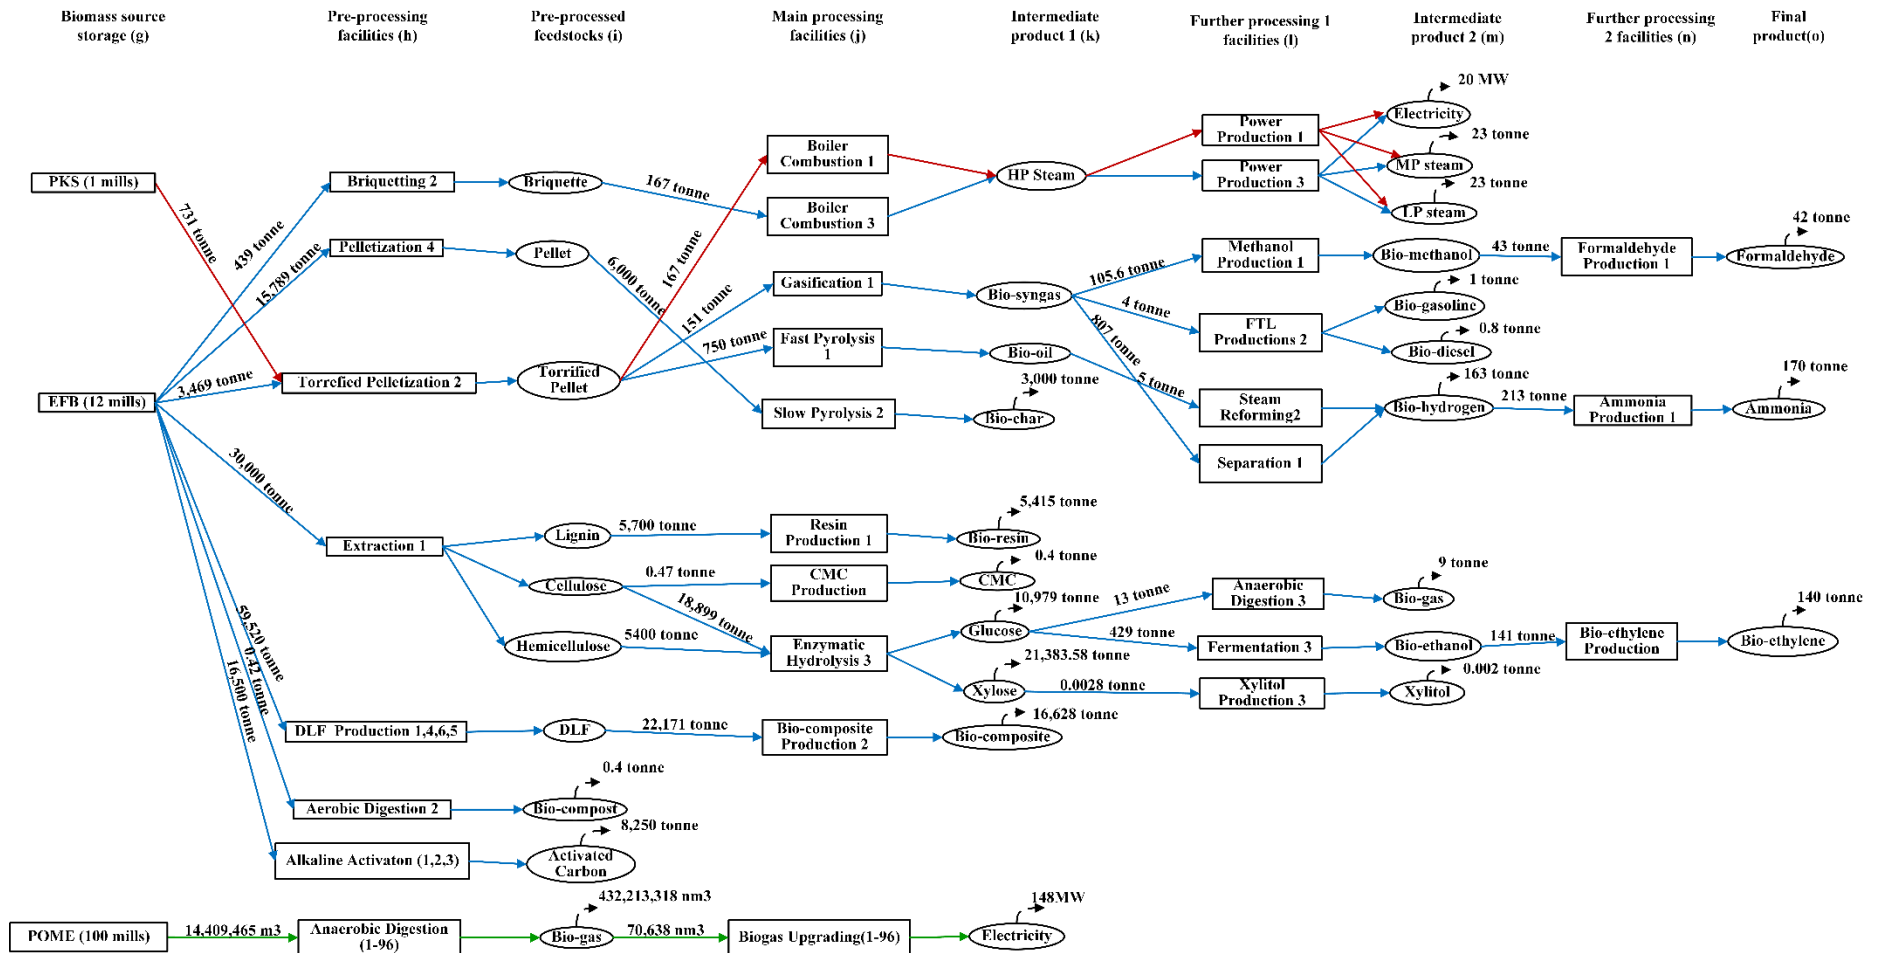 Biomass source
storage (g)
Pre-processing
facilities (h)
Pre-processed
feedstocks (i)
Main processing
facilities (j)
Intermediate
product 1 (k)
Further processing 1
facilities (l)
Intermediate
product 2 (m)
Further processing
2 facilities (n)
Final
product(o)
PKS (1 mills)
EFB (12 mills)
POME (100 mills)
731 tonne
439 tonne
15,789 tonne
3,469 tonne
30,000 tonne
59,520 tonne
0.42 tonne
16,500 tonne
14,409,465 m3
Briquetting 2
Pelletization 4
Torrefied Pelletization 2
Extraction 1
DLF Production 1,4,6,5
Aerobic Digestion 2
Alkaline Activaton (1,2,3)
Anaerobic Digestion
(1-96)
Briquette
Pellet
Torrified
Pellet
Lignin
Cellulose
Hemicellulose
DLF
0.4 tonne
Bio-compost
8,250 tonne
Activated
Carbon
432,213,318 nm3
Bio-gas
167 tonne
6,000 tonne
167 tonne
151 tonne
750 tonne
5,700 tonne
0.47 tonne
18,899 tonne
5400 tonne
22,171 tonne
70,638 nm3
Boiler
Combustion 1
Boiler
Combustion 3
Gasification 1
Fast Pyrolysis
1
Slow Pyrolysis 2
Resin
Production 1
CMC
Production
Enzymatic
Hydrolysis 3
Bio-composite
Production 2
Biogas Upgrading(1-96)
HP Steam
Bio-syngas
Bio-oil
3,000 tonne
Bio-char
5,415 tonne
Bio-resin
0.4 tonne
CMC
10,979 tonne
Glucose
21,383.58 tonne
Xylose
16,628 tonne
Bio-composite
148MW
Electricity
105.6 tonne
4 tonne
807 tonne
5 tonne
13 tonne
429 tonne
0.0028 tonne
Power
Production 1
Power
Production 3
Methanol
Production 1
FTL
Productions 2
Steam
Reforming2
Separation 1
Anaerobic
Digestion 3
Fermentation 3
Xylitol
Production 3
20 MW
Electricity
23 tonne
MP steam
23 tonne
LP steam
Bio-methanol
1 tonne
Bio-gasoline
0.8 tonne
Bio-diesel
163 tonne
Bio-hydrogen
9 tonne
Bio-gas
Bio-ethanol
0.002 tonne
Xylitol
43 tonne
213 tonne
141 tonne
Formaldehyde
Production 1
Ammonia
Production 1
Bio-ethylene
Production
42 tonne
Formaldehyde
170 tonne
Ammonia
140 tonne
Bio-ethylene